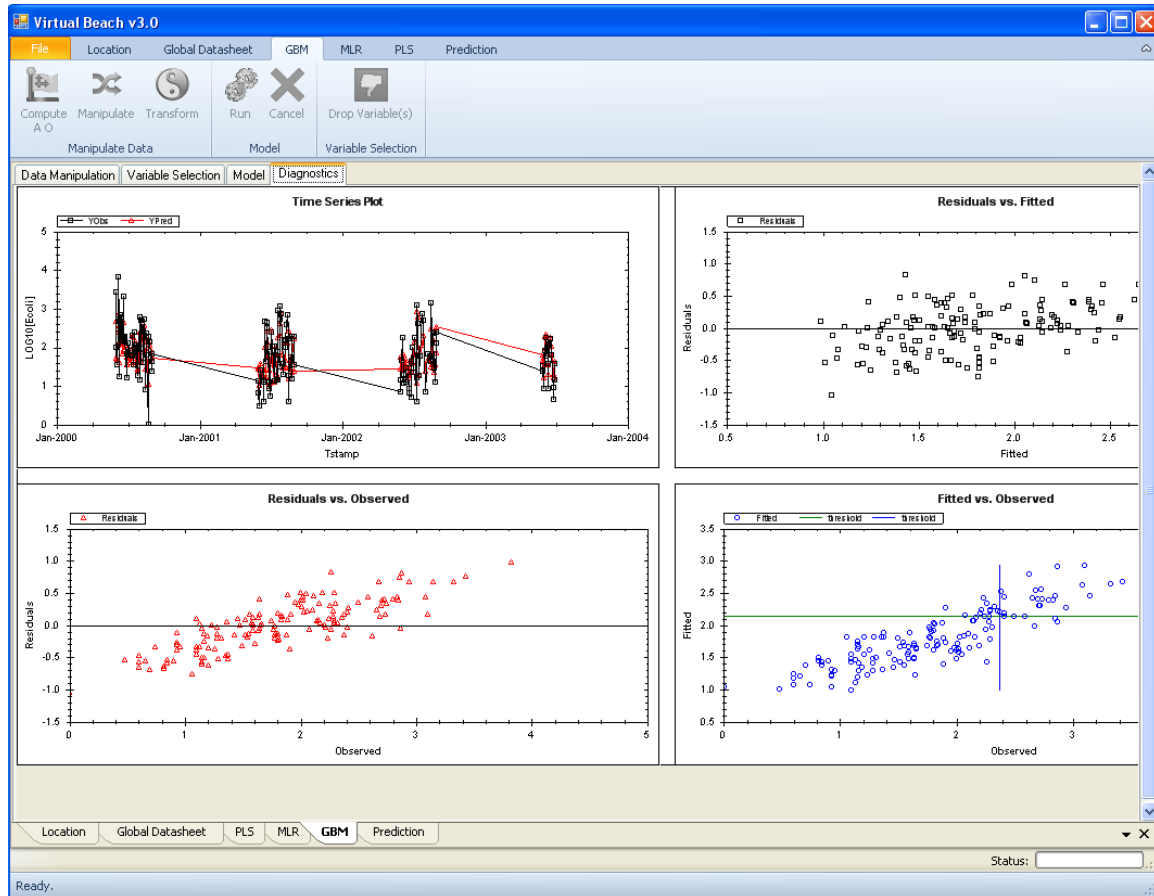 Virtual Beach v3.0
File Location Global Datasheet GBM MLR PLS Prediction
Compute A O Manipulate Transform Run Cancel Drop Variable(s)
Manipulate Data Model Variable Selection
Data Manipulation Variable Selection Model Diagnostics
Time Series Plot
YObs YPred
5
4
3
2
1
0
LOG10[Ecoli]
Jan-2000 Jan-2001 Jan-2002 Jan-2003 Jan-2004
Tstamp
Residuals vs. Fitted
Residuals
1.5
1.0
0.5
0.0
-0.5
-1.0
-1.5
Residuals
0.5 1.0 1.5 2.0 2.5
Fitted
Residuals vs. Observed
Residuals
1.5
1.0
0.5
0.0
-0.5
-1.0
-1.5
Residuals
0 1 2 3 4 5
Observed
Fitted vs. Observed
Fitted threshold threshold
3.5
3.0
2.5
2.0
1.5
1.0
0.5
Fitted
0 1 2 3
Observed
Location Global Datasheet PLS MLR GBM Prediction
Status:
Ready.